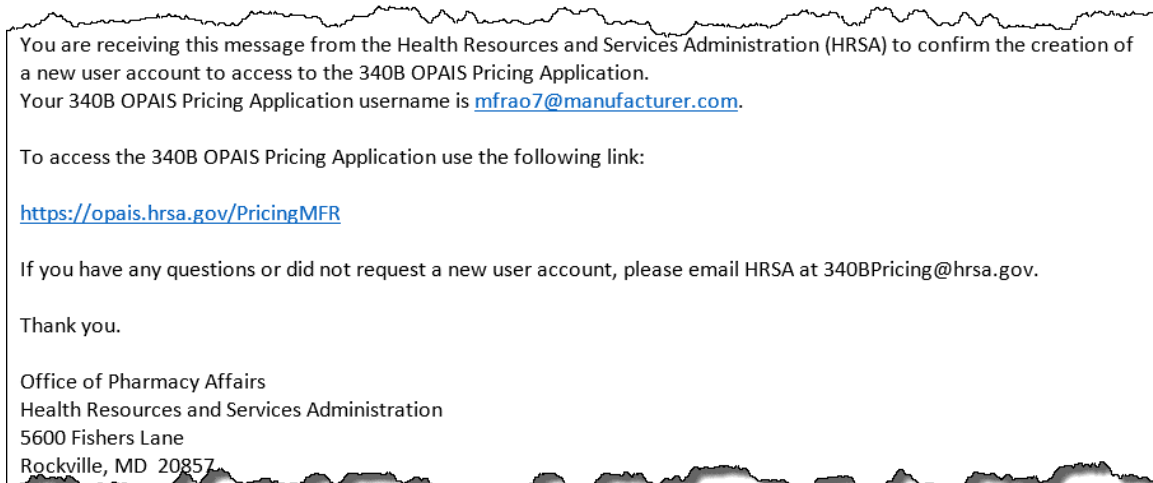 You are receiving this message from the Health Resources and Services Administration (HRSA) to confirm the creation of
a new user account to access to the 340B OPAIS Pricing Application.
Your 340B OPAIS Pricing Application username is mfrao7@manufacturer.com.
To access the 340B OPAIS Pricing Application use the following link:
https://opais.hrsa.gov/PricingMFR
If you have any questions or did not request a new user account, please email HRSA at 340BPricing@hrsa.gov.
Thank you.
Office of Pharmacy Affairs
Health Resources and Services Administration
5600 Fishers Lane
Rockville, MD  20857